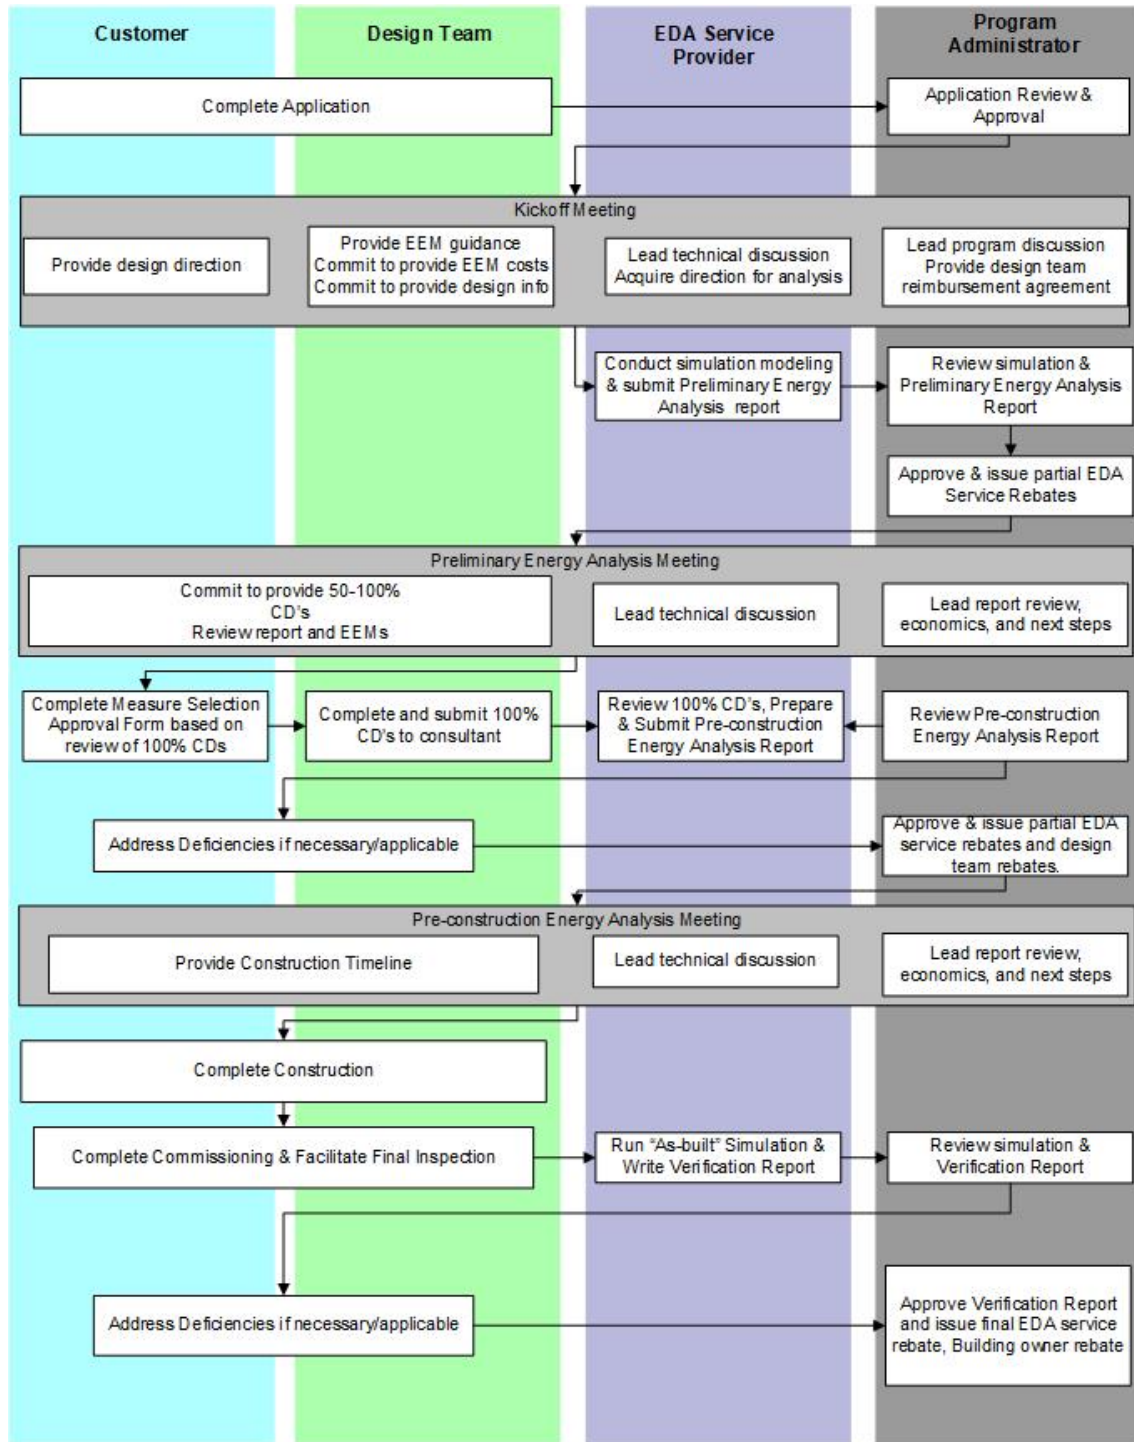 Customer
Design Team
EDA Service
Provider
Program
Administrator
Complete Application
Application Review &
Approval
Kickoff Meeting
Provide design direction
Provide EEM guidance
Commit to provide EEM costs
Commit to provide design info
Lead technical discussion
Acquire direction for analysis
Lead program discussion
Provide design team
reimbursement agreement
Conduct simulation modeling
& submit Preliminary Energy
Analysis report
Review simulation &
Preliminary Energy Analysis
Report
Approve & issue partial EDA
Service Rebates
Preliminary Energy Analysis Meeting
Commit to provide 50-100%
CD's
Review report and EEMs
Lead technical discussion
Lead report review,
economics, and next steps
Complete Measure Selection
Approval Form based on
review of 100% CDs
Complete and submit 100%
CD's to consultant
Review 100% CD's, Prepare
& Submit Pre-construction
Energy Analysis Report
Review Pre-construction
Energy Analysis Report
Address Deficiencies if necessary/applicable
Approve & issue partial EDA
service rebates and design
team rebates.
Pre-construction Energy Analysis Meeting
Provide Construction Timeline
Lead technical discussion
Lead report review,
economics, and next steps
Complete Construction
Complete Commissioning & Facilitate Final Inspection
Run “As-built” Simulation &
Write Verification Report
Review simulation &
Verification Report
Address Deficiencies if necessary/applicable
Approve Verification Report
and issue final EDA service
rebate, Building owner rebate